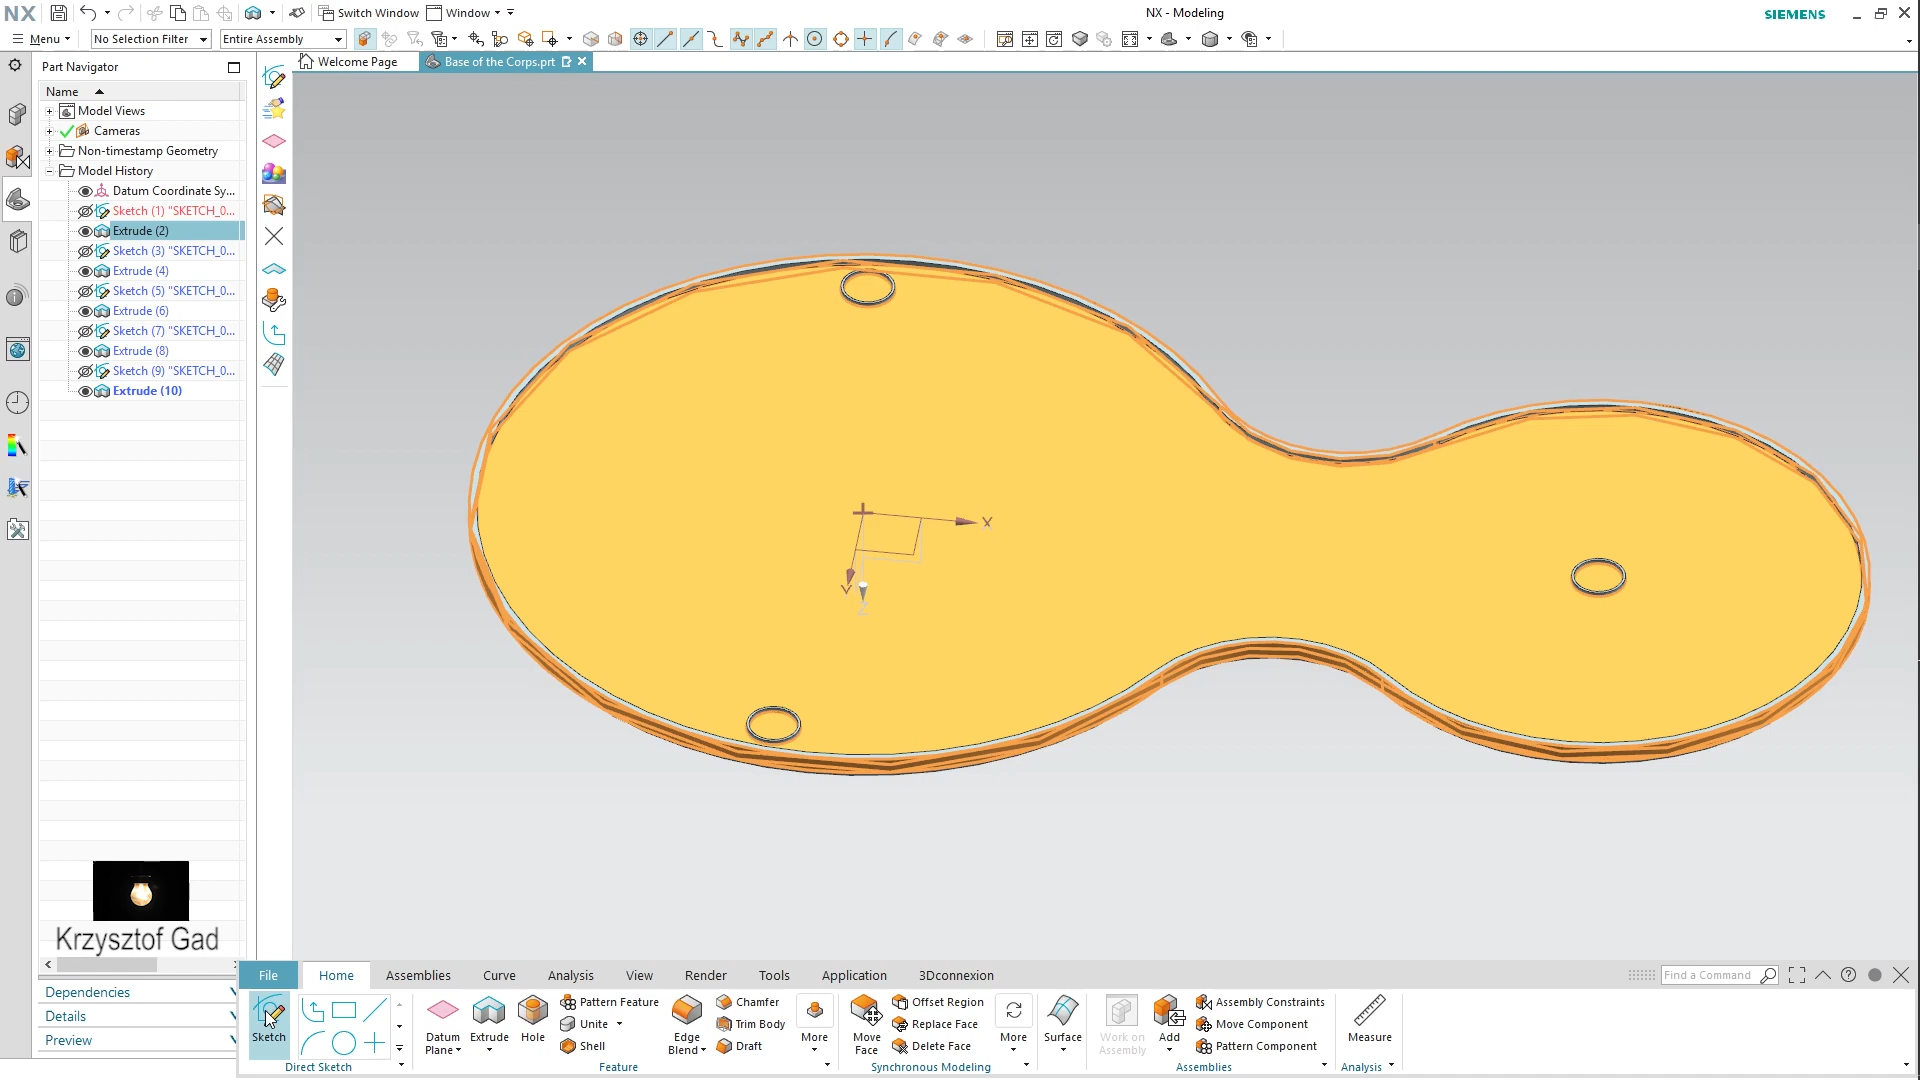 NX Switch Window Window NX - Modeling SIEMENS
Menu No Selection Filter Entire Assembly
Part Navigator Welcome Page Base of the Corps.prt
Name
Model Views
Cameras
Non-timestamp Geometry
Model History
Datum Coordinate Sy...
Sketch (1) "SKETCH_0...
Extrude (2)
Sketch (3) "SKETCH_0...
Extrude (4)
Sketch (5) "SKETCH_0...
Extrude (6)
Sketch (7) "SKETCH_0...
Extrude (8)
Sketch (9) "SKETCH_0...
Extrude (10)
X
Y
Z
Krzysztof Gad
Dependencies
Details
Preview
File Home Assemblies Curve Analysis View Render Tools Application 3Dconnexion Find a Command
Sketch
Direct Sketch
Datum Plane
Extrude
Hole
Pattern Feature
Unite
Shell
Edge Blend
Chamfer
Trim Body
Draft
More
Feature
Move Face
Offset Region
Replace Face
Delete Face
More
Synchronous Modeling
Surface
Work on Assembly
Add
Assembly Constraints
Move Component
Pattern Component
Assemblies
Measure
Analysis